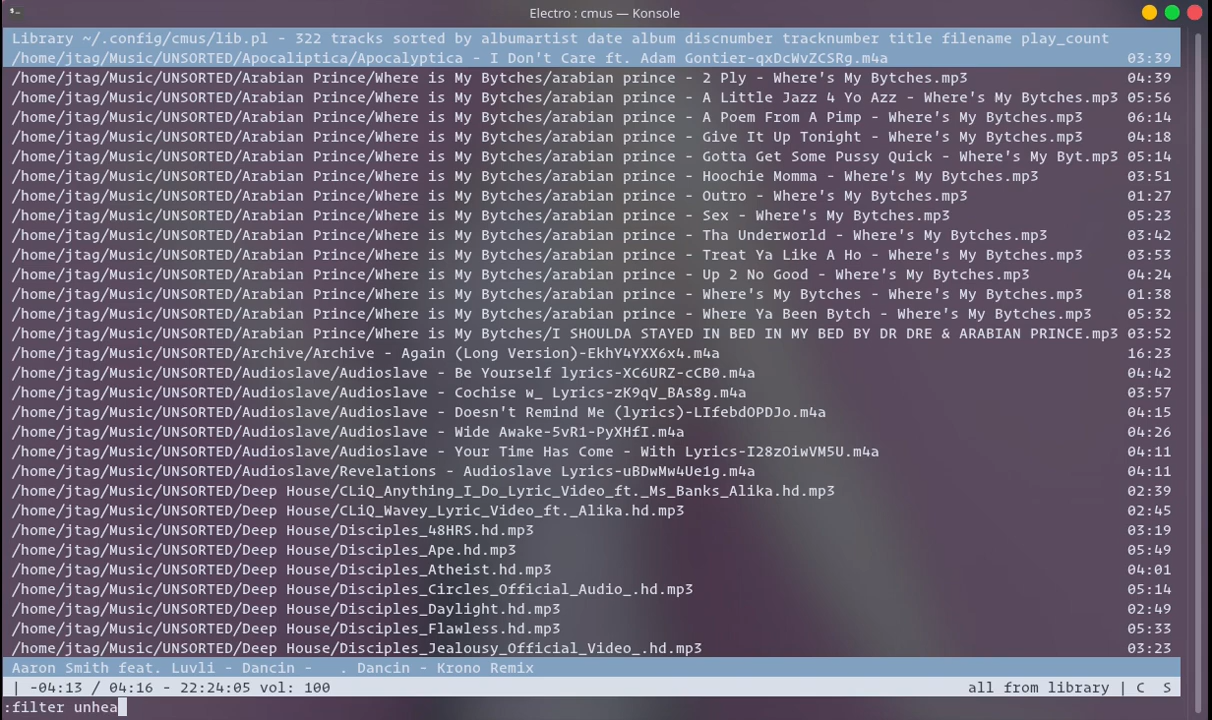 Electro : cmus — Konsole
Library ~/.config/cmus/lib.pl - 322 tracks sorted by albumartist date album discnumber tracknumber title filename play_count
/home/jtag/Music/UNSORTED/Apocaliptica/Apocalyptica - I Don't Care ft. Adam Gontier-qxDcWvZCSRg.m4a 03:39
/home/jtag/Music/UNSORTED/Arabian Prince/Where is My Bytches/arabian prince - 2 Ply - Where's My Bytches.mp3 04:39
/home/jtag/Music/UNSORTED/Arabian Prince/Where is My Bytches/arabian prince - A Little Jazz 4 Yo Azz - Where's My Bytches.mp3 05:56
/home/jtag/Music/UNSORTED/Arabian Prince/Where is My Bytches/arabian prince - A Poem From A Pimp - Where's My Bytches.mp3 06:14
/home/jtag/Music/UNSORTED/Arabian Prince/Where is My Bytches/arabian prince - Give It Up Tonight - Where's My Bytches.mp3 04:18
/home/jtag/Music/UNSORTED/Arabian Prince/Where is My Bytches/arabian prince - Gotta Get Some Pussy Quick - Where's My Byt.mp3 05:14
/home/jtag/Music/UNSORTED/Arabian Prince/Where is My Bytches/arabian prince - Hoochie Momma - Where's My Bytches.mp3 03:51
/home/jtag/Music/UNSORTED/Arabian Prince/Where is My Bytches/arabian prince - Outro - Where's My Bytches.mp3 01:27
/home/jtag/Music/UNSORTED/Arabian Prince/Where is My Bytches/arabian prince - Sex - Where's My Bytches.mp3 05:23
/home/jtag/Music/UNSORTED/Arabian Prince/Where is My Bytches/arabian prince - Tha Underworld - Where's My Bytches.mp3 03:42
/home/jtag/Music/UNSORTED/Arabian Prince/Where is My Bytches/arabian prince - Treat Ya Like A Ho - Where's My Bytches.mp3 03:53
/home/jtag/Music/UNSORTED/Arabian Prince/Where is My Bytches/arabian prince - Up 2 No Good - Where's My Bytches.mp3 04:24
/home/jtag/Music/UNSORTED/Arabian Prince/Where is My Bytches/arabian prince - Where's My Bytches - Where's My Bytches.mp3 01:38
/home/jtag/Music/UNSORTED/Arabian Prince/Where is My Bytches/arabian prince - Where Ya Been Bytch - Where's My Bytches.mp3 05:32
/home/jtag/Music/UNSORTED/Arabian Prince/Where is My Bytches/I SHOULDA STAYED IN BED IN MY BED BY DR DRE & ARABIAN PRINCE.mp3 03:52
/home/jtag/Music/UNSORTED/Archive/Archive - Again (Long Version)-EkhY4YXX6x4.m4a 16:23
/home/jtag/Music/UNSORTED/Audioslave/Audioslave - Be Yourself lyrics-XC6URZ-cCB0.m4a 04:42
/home/jtag/Music/UNSORTED/Audioslave/Audioslave - Cochise w_ Lyrics-zK9qV_BAs8g.m4a 03:57
/home/jtag/Music/UNSORTED/Audioslave/Audioslave - Doesn't Remind Me (lyrics)-LIfebdOPDJo.m4a 04:15
/home/jtag/Music/UNSORTED/Audioslave/Audioslave - Wide Awake-5vR1-PyXHfI.m4a 04:26
/home/jtag/Music/UNSORTED/Audioslave/Audioslave - Your Time Has Come - With Lyrics-I28zOiwVM5U.m4a 04:11
/home/jtag/Music/UNSORTED/Audioslave/Revelations - Audioslave Lyrics-uBDwMw4Ue1g.m4a 04:11
/home/jtag/Music/UNSORTED/Deep House/CLiQ_Anything_I_Do_Lyric_Video_ft._Ms_Banks_Alika.hd.mp3 02:39
/home/jtag/Music/UNSORTED/Deep House/CLiQ_Wavey_Lyric_Video_ft._Alika.hd.mp3 02:45
/home/jtag/Music/UNSORTED/Deep House/Disciples_48HRS.hd.mp3 03:19
/home/jtag/Music/UNSORTED/Deep House/Disciples_Ape.hd.mp3 05:49
/home/jtag/Music/UNSORTED/Deep House/Disciples_Atheist.hd.mp3 04:01
/home/jtag/Music/UNSORTED/Deep House/Disciples_Circles_Official_Audio_.hd.mp3 05:14
/home/jtag/Music/UNSORTED/Deep House/Disciples_Daylight.hd.mp3 02:49
/home/jtag/Music/UNSORTED/Deep House/Disciples_Flawless.hd.mp3 05:33
/home/jtag/Music/UNSORTED/Deep House/Disciples_Jealousy_Official_Video_.hd.mp3 03:23
Aaron Smith feat. Luvli - Dancin -   . Dancin - Krono Remix
| -04:13 / 04:16 - 22:24:05 vol: 100 all from library | C  S
:filter unhea